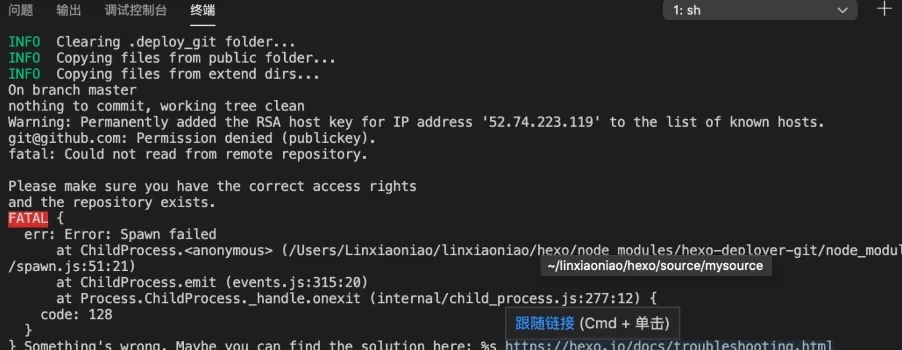 问题 输出 调试控制台 终端 1: sh
INFO Clearing .deploy_git folder...
INFO Copying files from public folder...
INFO Copying files from extend dirs...
On branch master
nothing to commit, working tree clean
Warning: Permanently added the RSA host key for IP address '52.74.223.119' to the list of known hosts.
git@github.com: Permission denied (publickey).
fatal: Could not read from remote repository.
Please make sure you have the correct access rights
and the repository exists.
FATAL {
err: Error: Spawn failed
at ChildProcess.<anonymous> (/Users/Linxiaoniao/linxiaoniao/hexo/node_modules/hexo-deployer-git/node_modul
/spawn.js:51:21)
~/linxiaoniao/hexo/source/mysource
at ChildProcess.emit (events.js:315:20)
at Process.ChildProcess._handle.onexit (internal/child_process.js:277:12) {
code: 128
跟随链接 (Cmd + 单击)
}
} Something's wrong. Maybe you can find the solution here: %s https://hexo.io/docs/troubleshooting.html